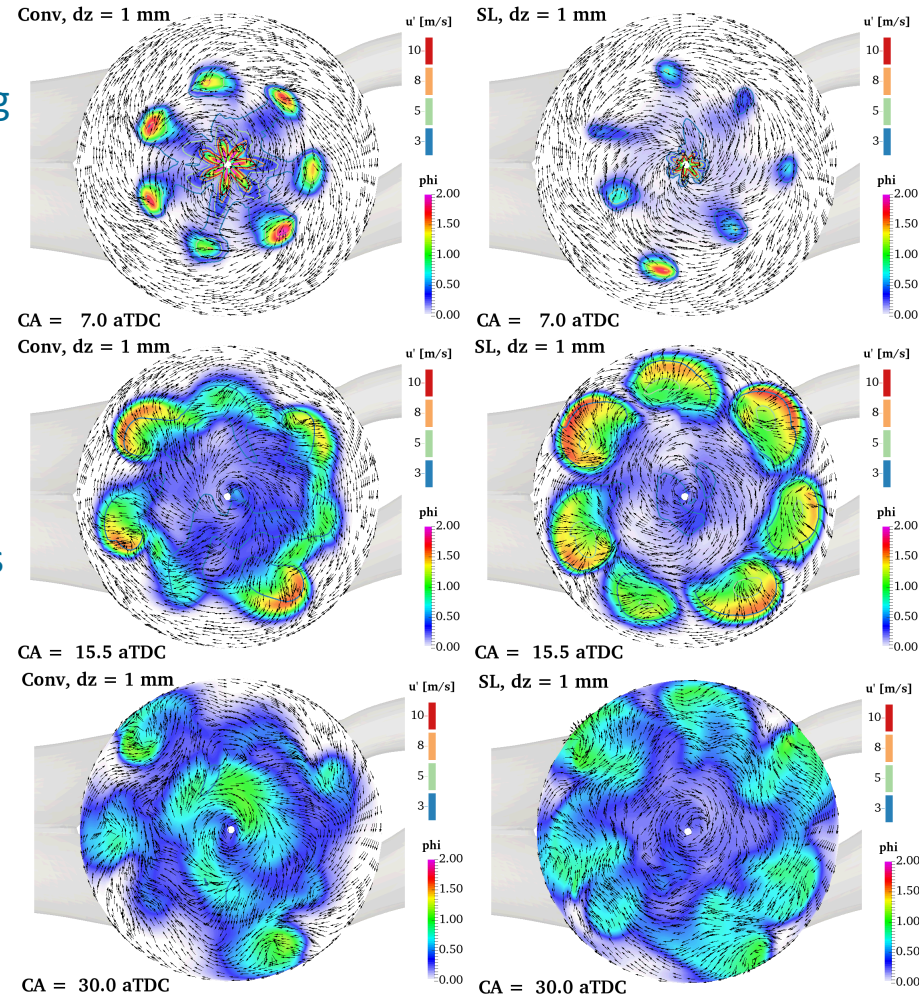 Conv, dz = 1 mm
u' [m/s]
10
8
5
3
phi
2.00
1.50
1.00
0.50
0.00
CA = 7.0 aTDC
SL, dz = 1 mm
u' [m/s]
10
8
5
3
phi
2.00
1.50
1.00
0.50
0.00
CA = 7.0 aTDC
g
Conv, dz = 1 mm
u' [m/s]
10
8
5
3
phi
2.00
1.50
1.00
0.50
0.00
CA = 15.5 aTDC
SL, dz = 1 mm
u' [m/s]
10
8
5
3
phi
2.00
1.50
1.00
0.50
0.00
CA = 15.5 aTDC
s
Conv, dz = 1 mm
u' [m/s]
10
8
5
3
phi
2.00
1.50
1.00
0.50
0.00
CA = 30.0 aTDC
SL, dz = 1 mm
u' [m/s]
10
8
5
3
phi
2.00
1.50
1.00
0.50
0.00
CA = 30.0 aTDC